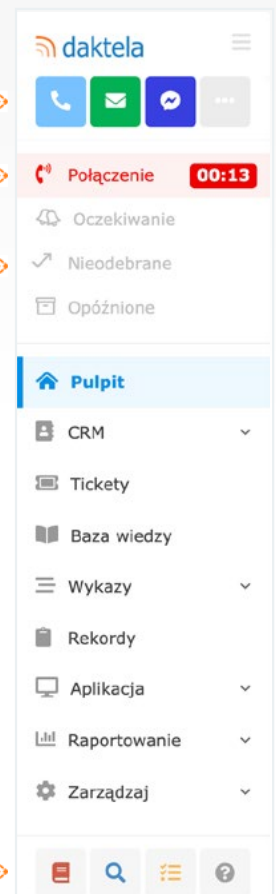 daktela
Połączenie 00:13
Oczekiwanie
Nieodebrane
Opóźnione
Pulpit
CRM
Tickety
Baza wiedzy
Wykazy
Rekordy
Aplikacja
Raportowanie
Zarządzaj